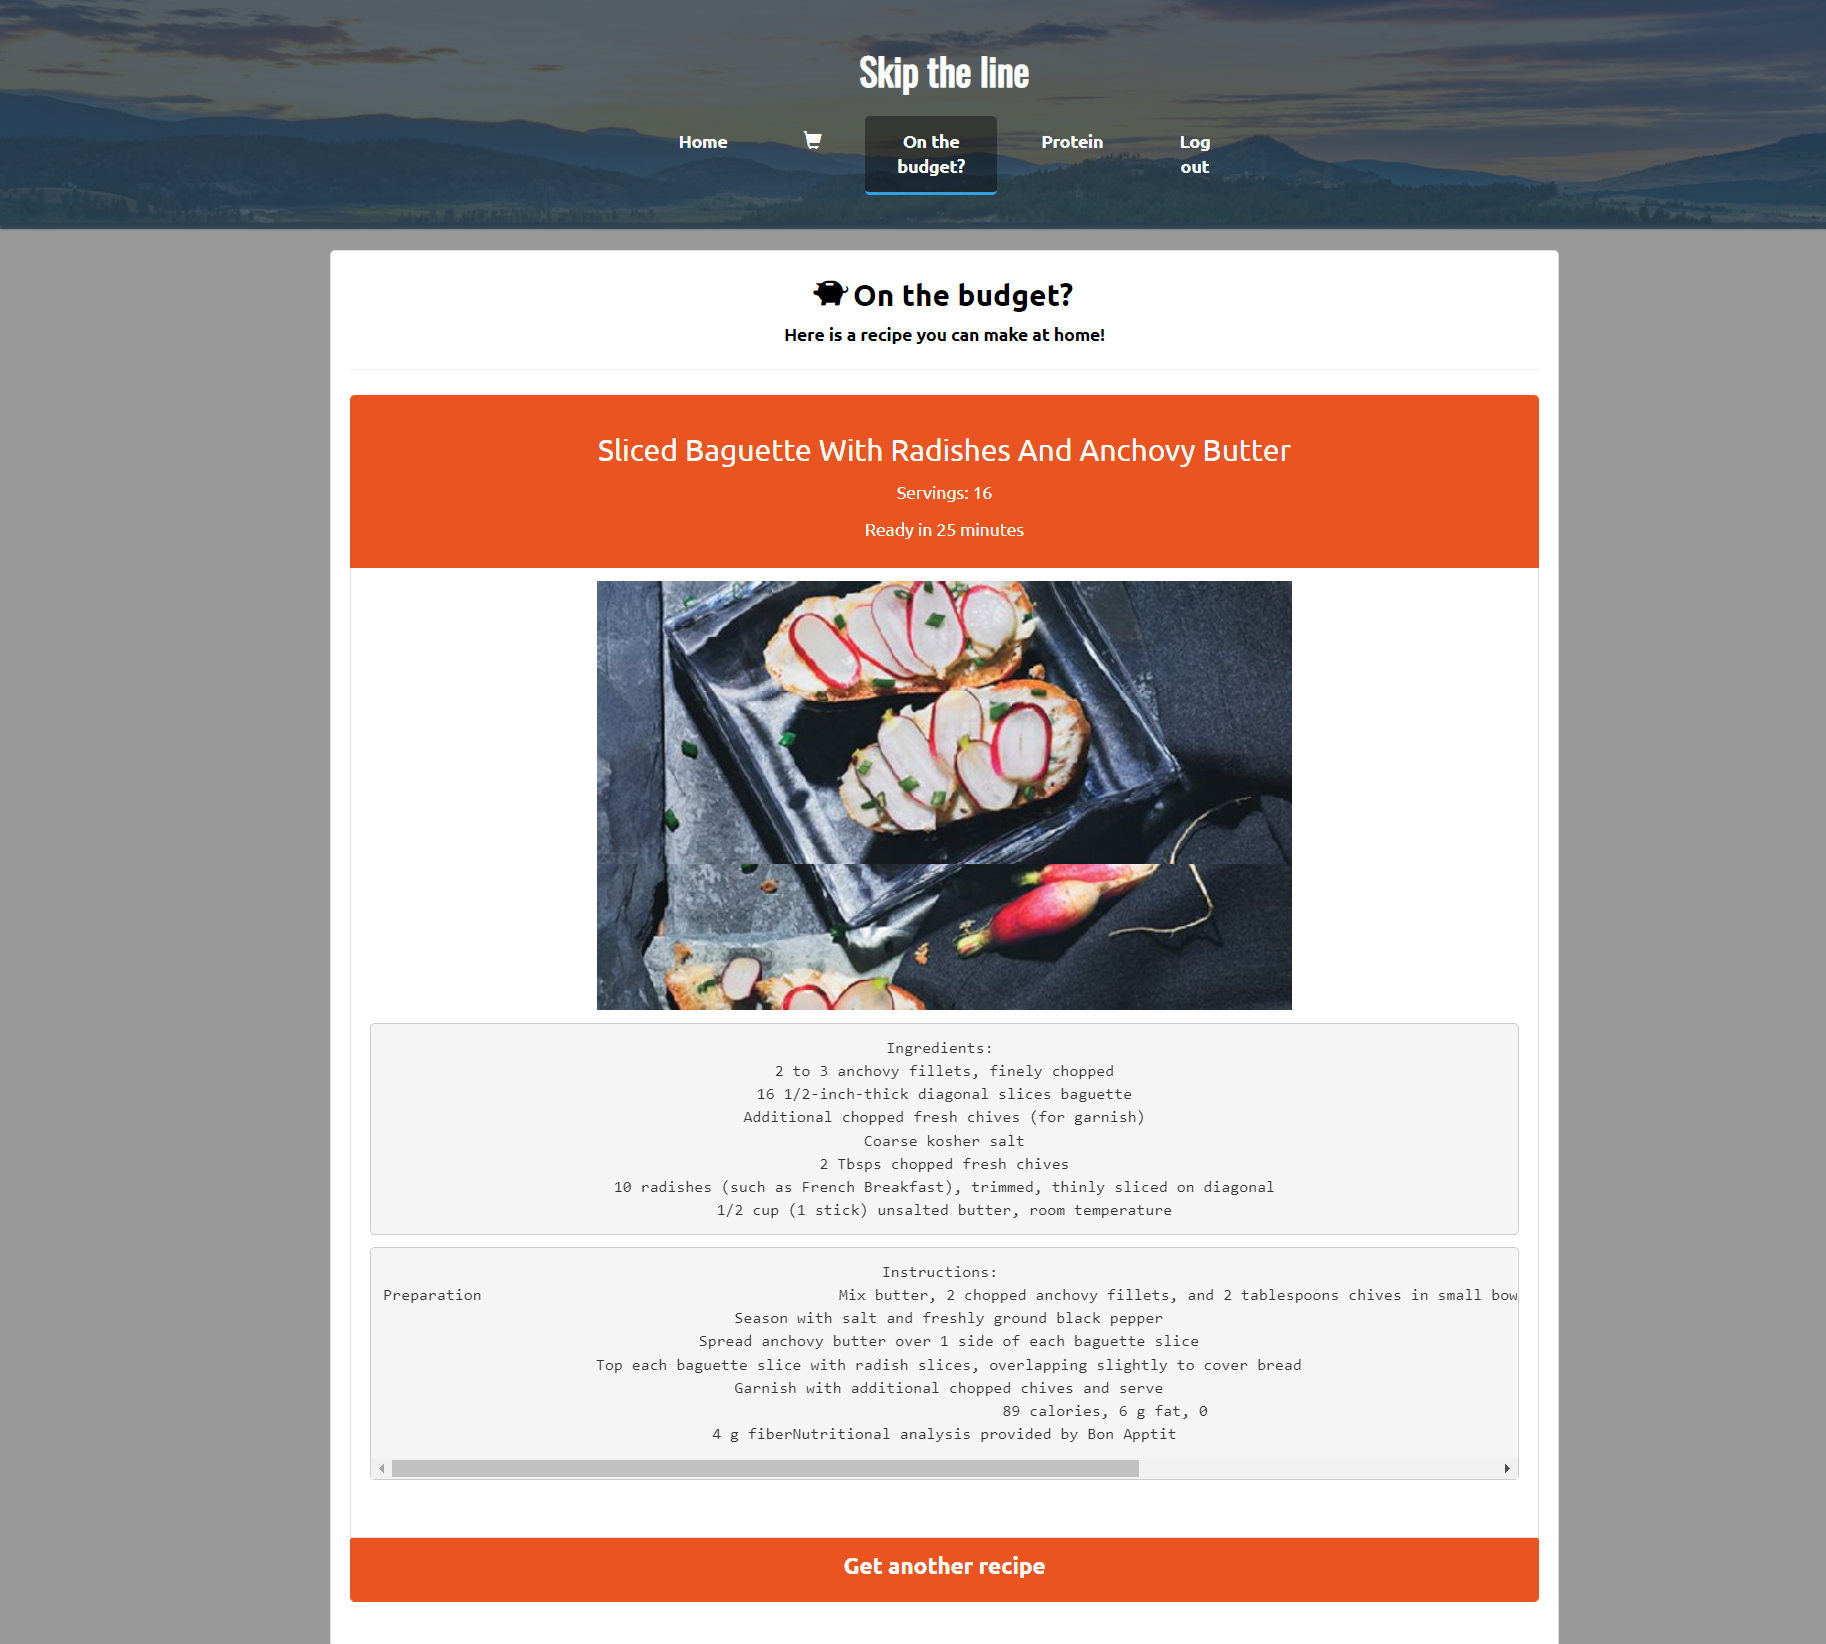 Skip the line
Home
On the
budget?
Protein
Log
out
On the budget?
Here is a recipe you can make at home!
Sliced Baguette With Radishes And Anchovy Butter
Servings: 16
Ready in 25 minutes
Ingredients:
2 to 3 anchovy fillets, finely chopped
16 1/2-inch-thick diagonal slices baguette
Additional chopped fresh chives (for garnish)
Coarse kosher salt
2 Tbsps chopped fresh chives
10 radishes (such as French Breakfast), trimmed, thinly sliced on diagonal
1/2 cup (1 stick) unsalted butter, room temperature
Instructions:
Preparation Mix butter, 2 chopped anchovy fillets, and 2 tablespoons chives in small bow
Season with salt and freshly ground black pepper
Spread anchovy butter over 1 side of each baguette slice
Top each baguette slice with radish slices, overlapping slightly to cover bread
Garnish with additional chopped chives and serve
89 calories, 6 g fat, 0
4 g fiberNutritional analysis provided by Bon Apptit
Get another recipe